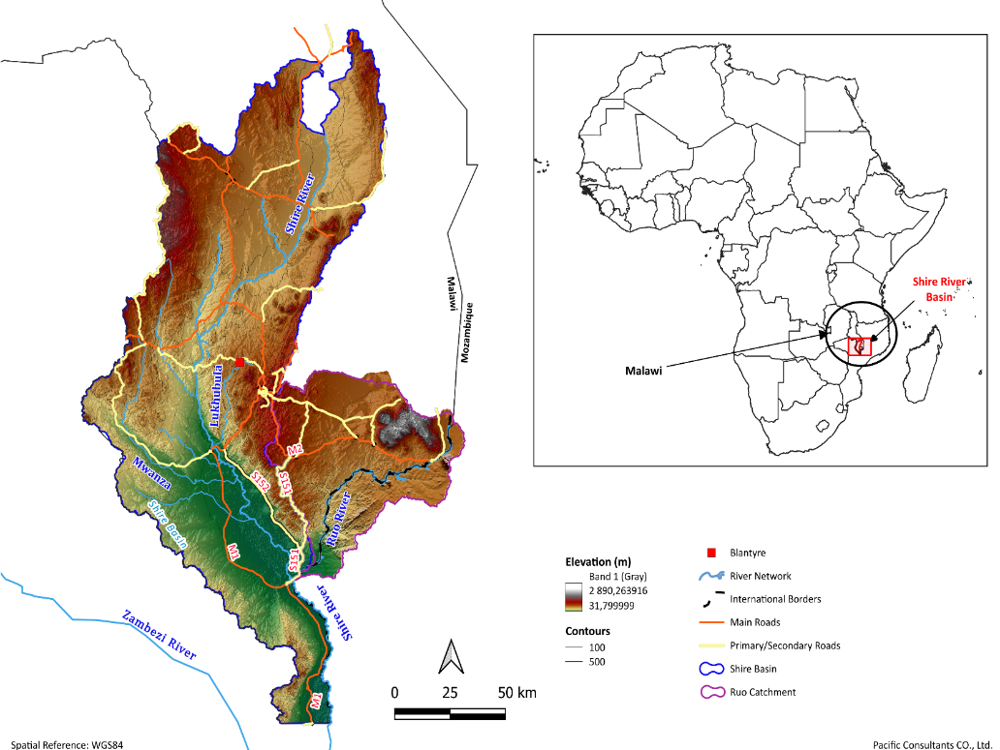 Shire River
Malawi
Mozambique
Lukhubula
M2
S152
S151
Mwanza
Shire Basin
Ruo River
M1
S151
Shire River
Zambezi River
M1
0 25 50 km
Spatial Reference: WGS84
Shire River
Basin
Malawi
Elevation (m)
Band 1 (Gray)
2 890,263916
31,799999
Contours
100
500
Blantyre
River Network
International Borders
Main Roads
Primary/Secondary Roads
Shire Basin
Ruo Catchment
Pacific Consultants CO., Ltd.